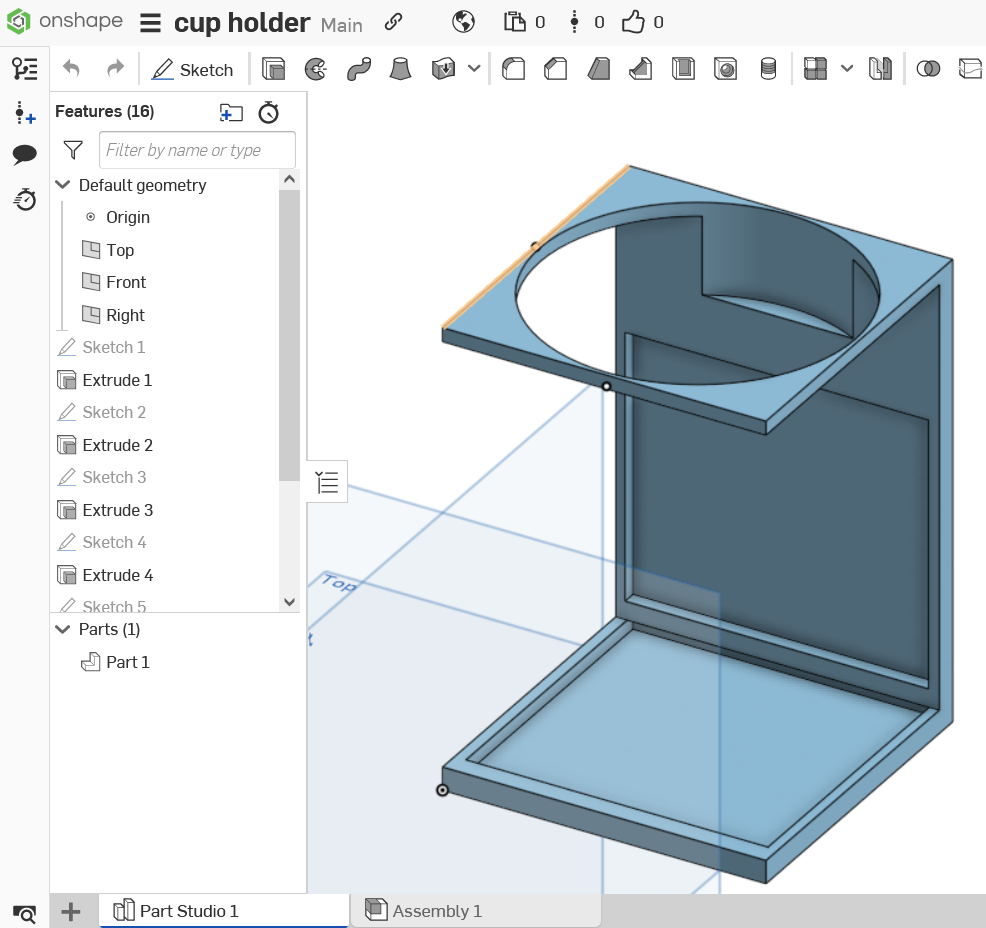 onshape cup holder Main 0 0 0
Sketch
Features (16)
Filter by name or type
Default geometry
Origin
Top
Front
Right
Sketch 1
Extrude 1
Sketch 2
Extrude 2
Sketch 3
Extrude 3
Sketch 4
Extrude 4
Sketch 5
Parts (1)
Part 1
Top
Part Studio 1
Assembly 1